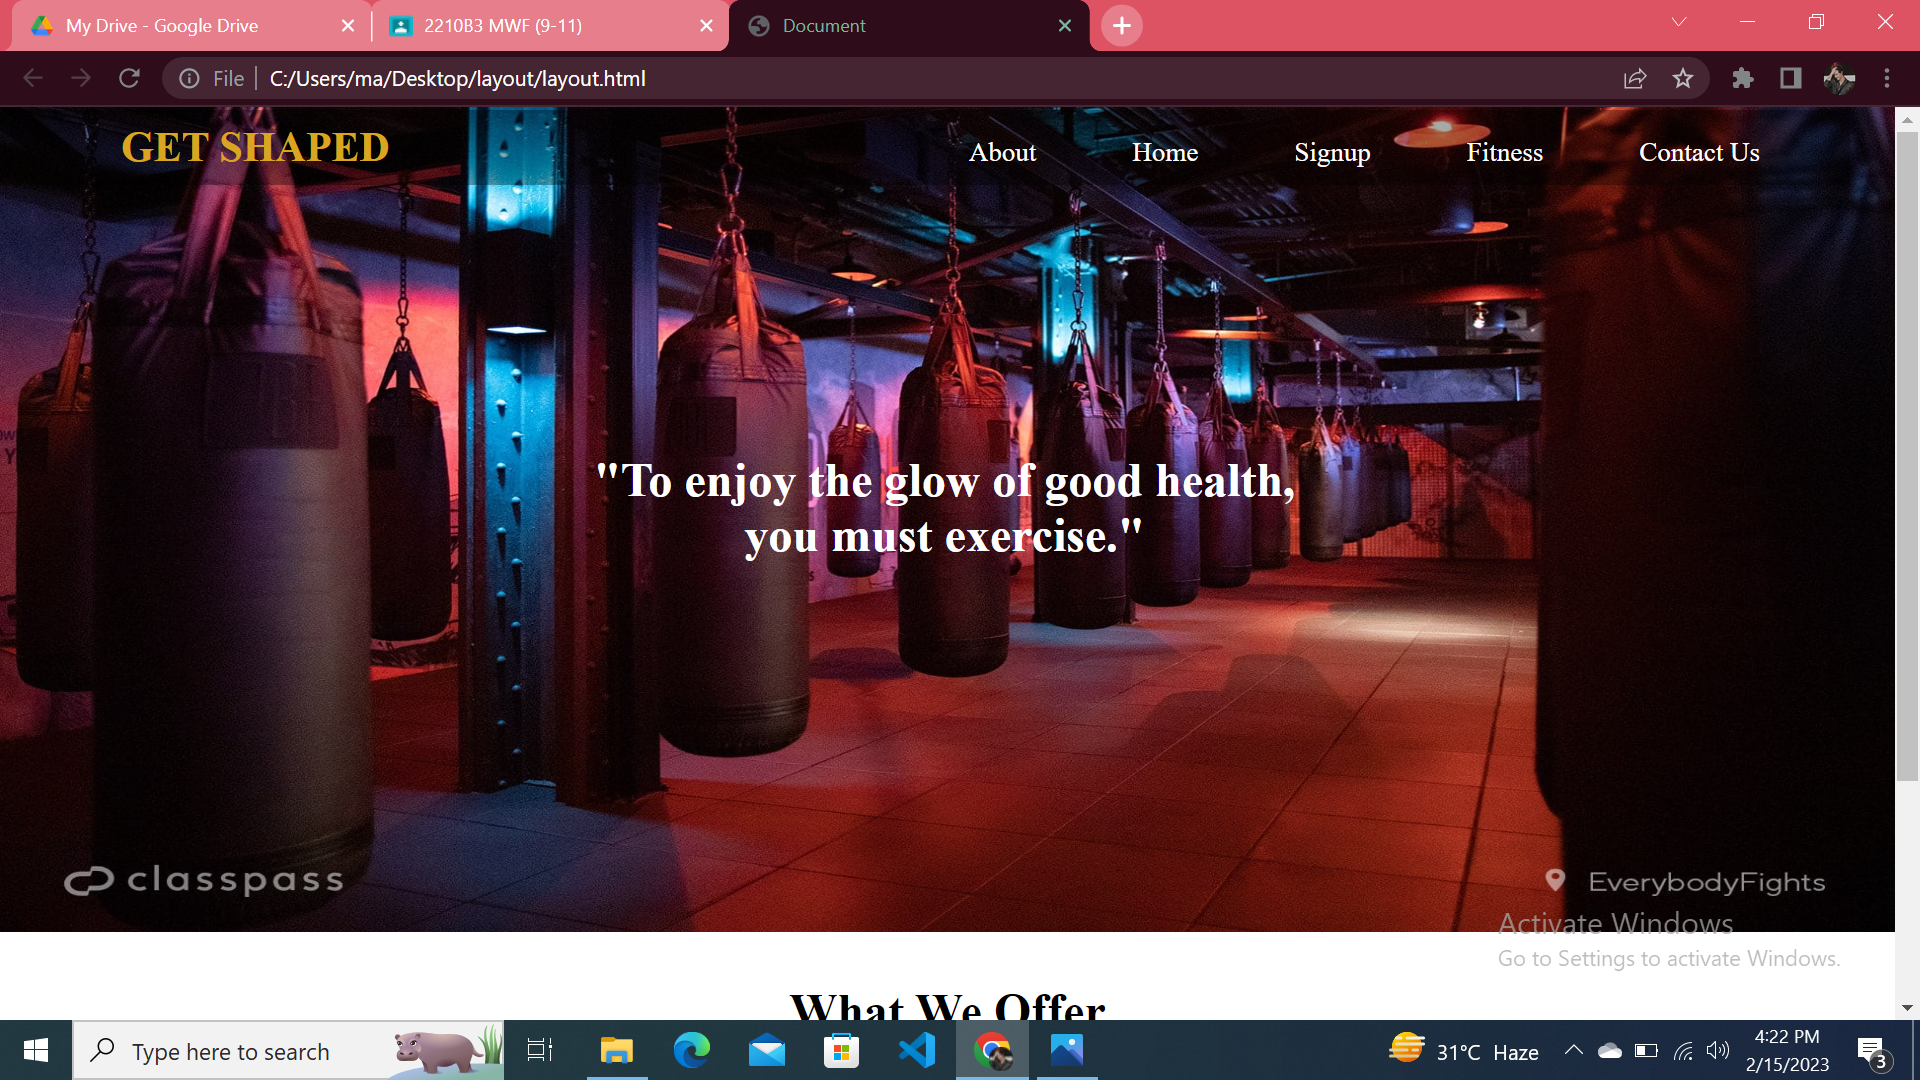 My Drive - Google Drive
2210B3 MWF (9-11)
Document
File
C:/Users/ma/Desktop/layout/layout.html
GET SHAPED
About
Home
Signup
Fitness
Contact Us
"To enjoy the glow of good health,
you must exercise."
classpass
EverybodyFights
Activate Windows
Go to Settings to activate Windows.
What We Offer
Type here to search
31°C Haze
4:22 PM
2/15/2023
3